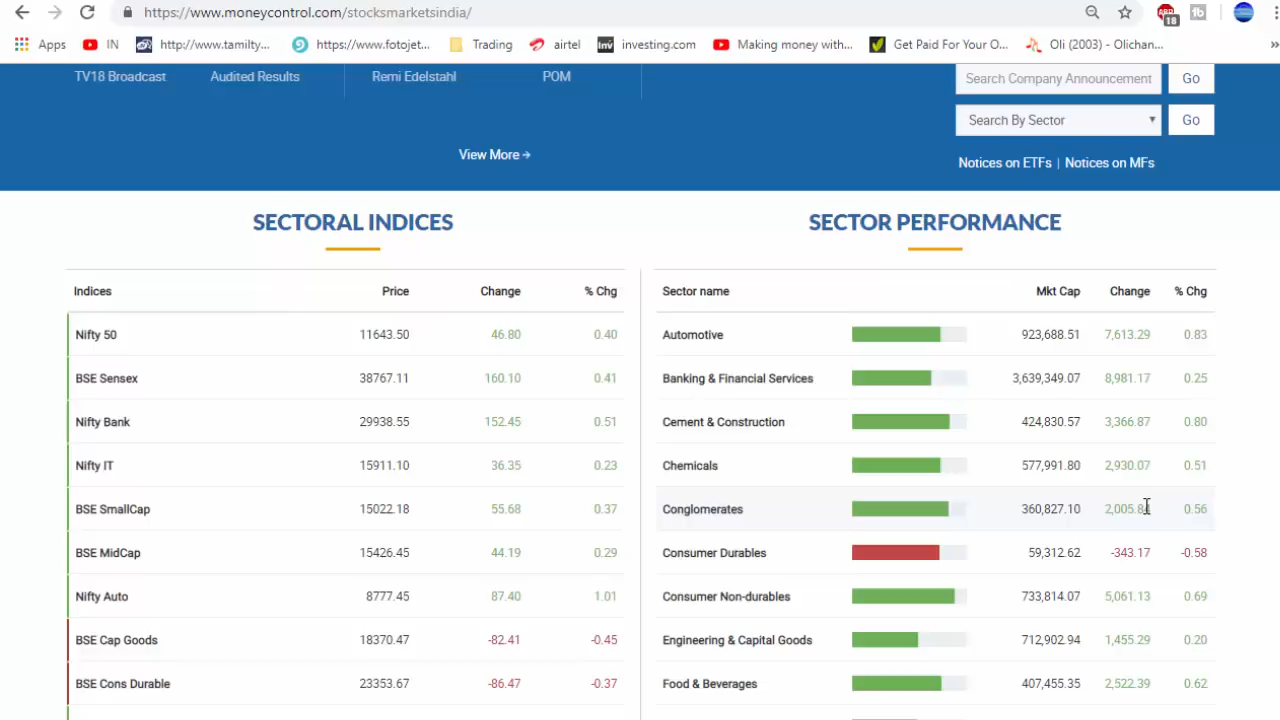 https://www.moneycontrol.com/stocksmarketsindia/
18
Apps IN http://www.tamilty... https://www.fotojet... Trading airtel Inv investing.com Making money with... Get Paid For Your O... Oli (2003) - Olichan... »
TV18 Broadcast Audited Results Remi Edelstahl POM
Search Company Announcement Go
Search By Sector Go
View More →
Notices on ETFs | Notices on MFs
SECTORAL INDICES
Indices Price Change % Chg
Nifty 50 11643.50 46.80 0.40
BSE Sensex 38767.11 160.10 0.41
Nifty Bank 29938.55 152.45 0.51
Nifty IT 15911.10 36.35 0.23
BSE SmallCap 15022.18 55.68 0.37
BSE MidCap 15426.45 44.19 0.29
Nifty Auto 8777.45 87.40 1.01
BSE Cap Goods 18370.47 -82.41 -0.45
BSE Cons Durable 23353.67 -86.47 -0.37
SECTOR PERFORMANCE
Sector name Mkt Cap Change % Chg
Automotive 923,688.51 7,613.29 0.83
Banking & Financial Services 3,639,349.07 8,981.17 0.25
Cement & Construction 424,830.57 3,366.87 0.80
Chemicals 577,991.80 2,930.07 0.51
Conglomerates 360,827.10 0.56
Consumer Durables 59,312.62 -343.17 -0.58
Consumer Non-durables 733,814.07 5,061.13 0.69
Engineering & Capital Goods 712,902.94 1,455.29 0.20
Food & Beverages 407,455.35 2,522.39 0.62